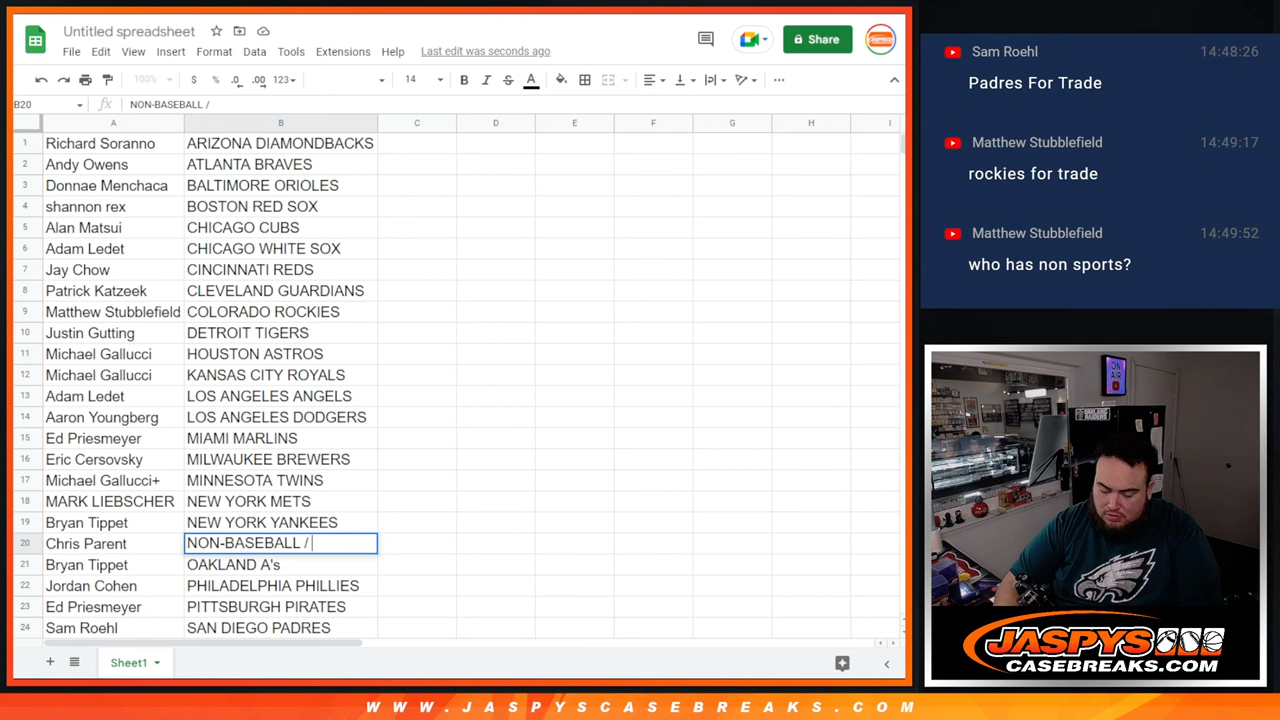 Untitled spreadsheet
File Edit View Insert Format Data Tools Extensions Help Last edit was seconds ago
Share
100% $ % .0 .00 123 14 B I S A
B20 fx NON-BASEBALL /
A B C D E F G H I
1 Richard Soranno ARIZONA DIAMONDBACKS
2 Andy Owens ATLANTA BRAVES
3 Donnae Menchaca BALTIMORE ORIOLES
4 shannon rex BOSTON RED SOX
5 Alan Matsui CHICAGO CUBS
6 Adam Ledet CHICAGO WHITE SOX
7 Jay Chow CINCINNATI REDS
8 Patrick Katzeek CLEVELAND GUARDIANS
9 Matthew Stubblefield COLORADO ROCKIES
10 Justin Gutting DETROIT TIGERS
11 Michael Gallucci HOUSTON ASTROS
12 Michael Gallucci KANSAS CITY ROYALS
13 Adam Ledet LOS ANGELES ANGELS
14 Aaron Youngberg LOS ANGELES DODGERS
15 Ed Priesmeyer MIAMI MARLINS
16 Eric Cersovsky MILWAUKEE BREWERS
17 Michael Gallucci+ MINNESOTA TWINS
18 MARK LIEBSCHER NEW YORK METS
19 Bryan Tippet NEW YORK YANKEES
20 Chris Parent NON-BASEBALL /
21 Bryan Tippet OAKLAND A's
22 Jordan Cohen PHILADELPHIA PHILLIES
23 Ed Priesmeyer PITTSBURGH PIRATES
24 Sam Roehl SAN DIEGO PADRES
Sheet1
Sam Roehl 14:48:26
Padres For Trade
Matthew Stubblefield 14:49:17
rockies for trade
Matthew Stubblefield 14:49:52
who has non sports?
ON AIR
JASPYS
CASEBREAKS.COM
WWW.JASPYSCASEBREAKS.COM